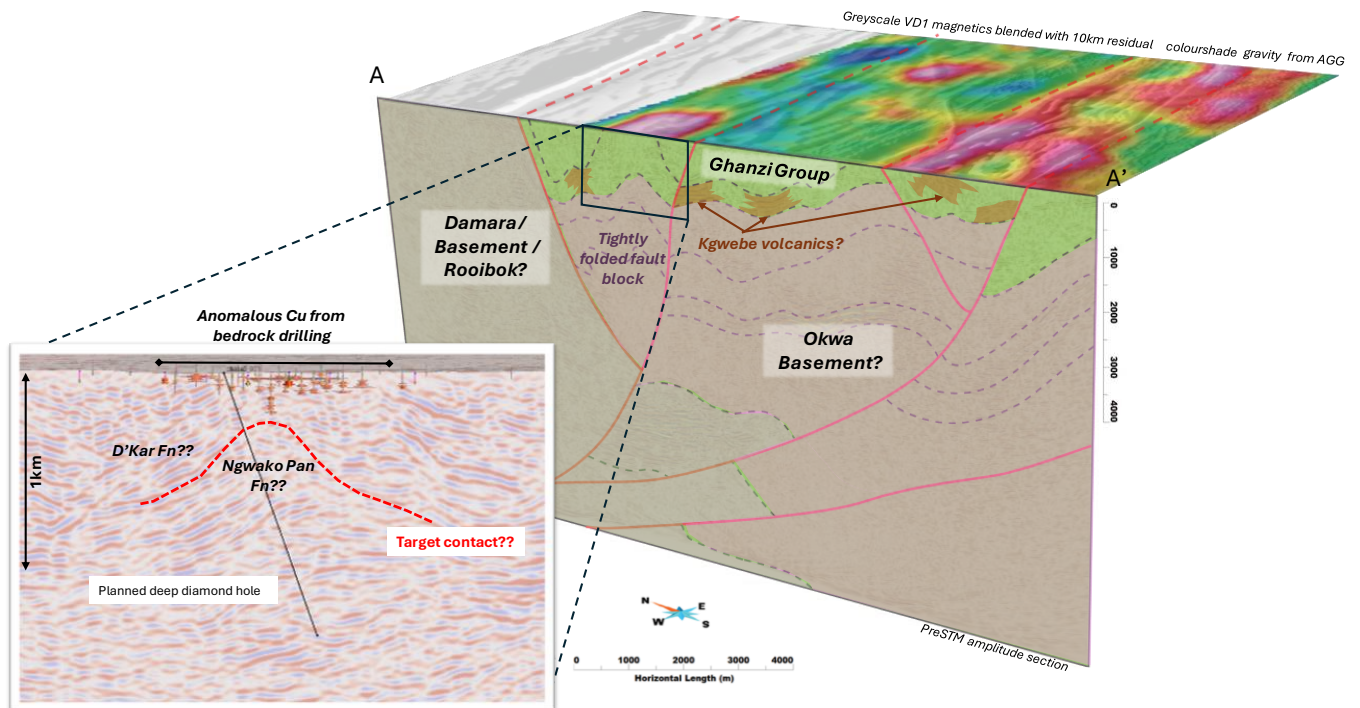 Greyscale VD1 magnetics blended with 10km residual colourshade gravity from AGG
A
A’
Ghanzi Group
Damara /
Basement /
Rooibok?
Tightly
folded fault
block
Kgwebe volcanics?
Okwa
Basement?
0
1000
2000
3000
4000
Anomalous Cu from
bedrock drilling
1km
D’Kar Fn??
Ngwako Pan
Fn??
Target contact??
Planned deep diamond hole
N
E
W
S
0 1000 2000 3000 4000
Horizontal Length (m)
PreSTM amplitude section